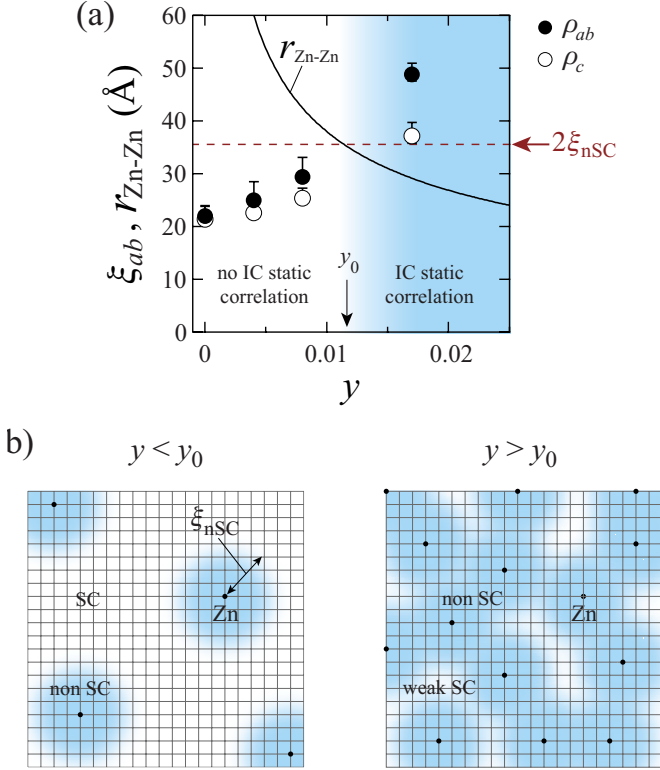 (a)
ξab, rZn-Zn (Å)
60
50
40
30
20
10
0
rZn-Zn
ρab
ρc
2ξnSC
no IC static
correlation
y0
IC static
correlation
0
0.01
0.02
y
b)
y < y0
y > y0
ξnSC
SC
Zn
non SC
non SC
Zn
weak SC